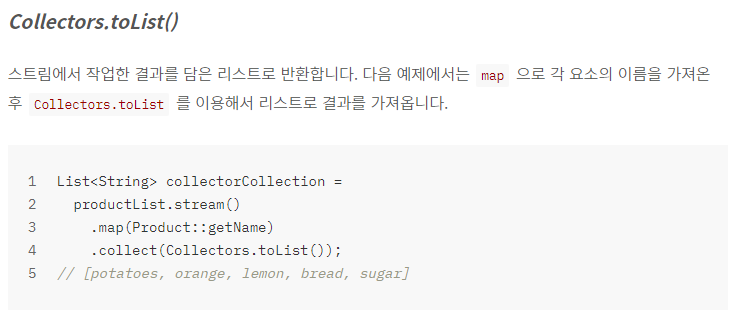 Collectors.toList()
스트림에서 작업한 결과를 담은 리스트로 반환합니다. 다음 예제에서는 map 으로 각 요소의 이름을 가져온
후 Collectors.toList 를 이용해서 리스트로 결과를 가져옵니다.
1 List<String> collectorCollection =
2   productList.stream()
3     .map(Product::getName)
4     .collect(Collectors.toList());
5 // [potatoes, orange, lemon, bread, sugar]